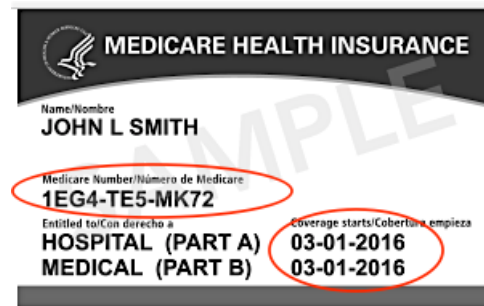 MEDICARE HEALTH INSURANCE
Name/Nombre
JOHN L SMITH
Medicare Number/Número de Medicare
1EG4-TE5-MK72
Entitled to/Con derecho a Coverage starts/Cobertura empieza
HOSPITAL (PART A) 03-01-2016
MEDICAL (PART B) 03-01-2016
SAMPLE